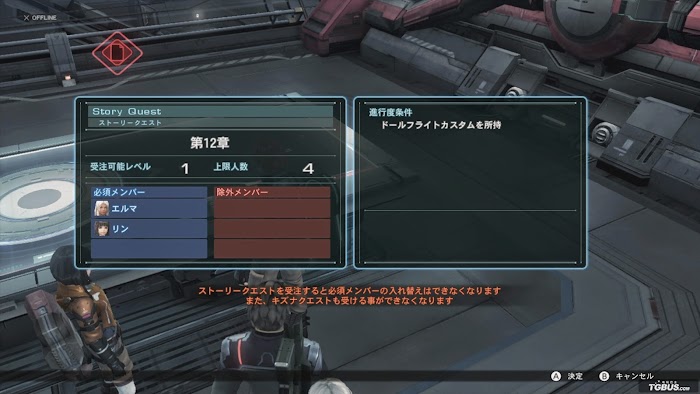 X OFFLINE
Story Quest
ストーリークエスト
第12章
受注可能レベル 1 上限人数 4
必須メンバー
エルマ
リン
除外メンバー
進行度条件
ドールフライトカスタムを所持
ストーリークエストを受注すると必須メンバーの入れ替えはできなくなります
また、キズナクエストも受ける事ができなくなります
A 決定 B キャンセル
TGBUS.COM